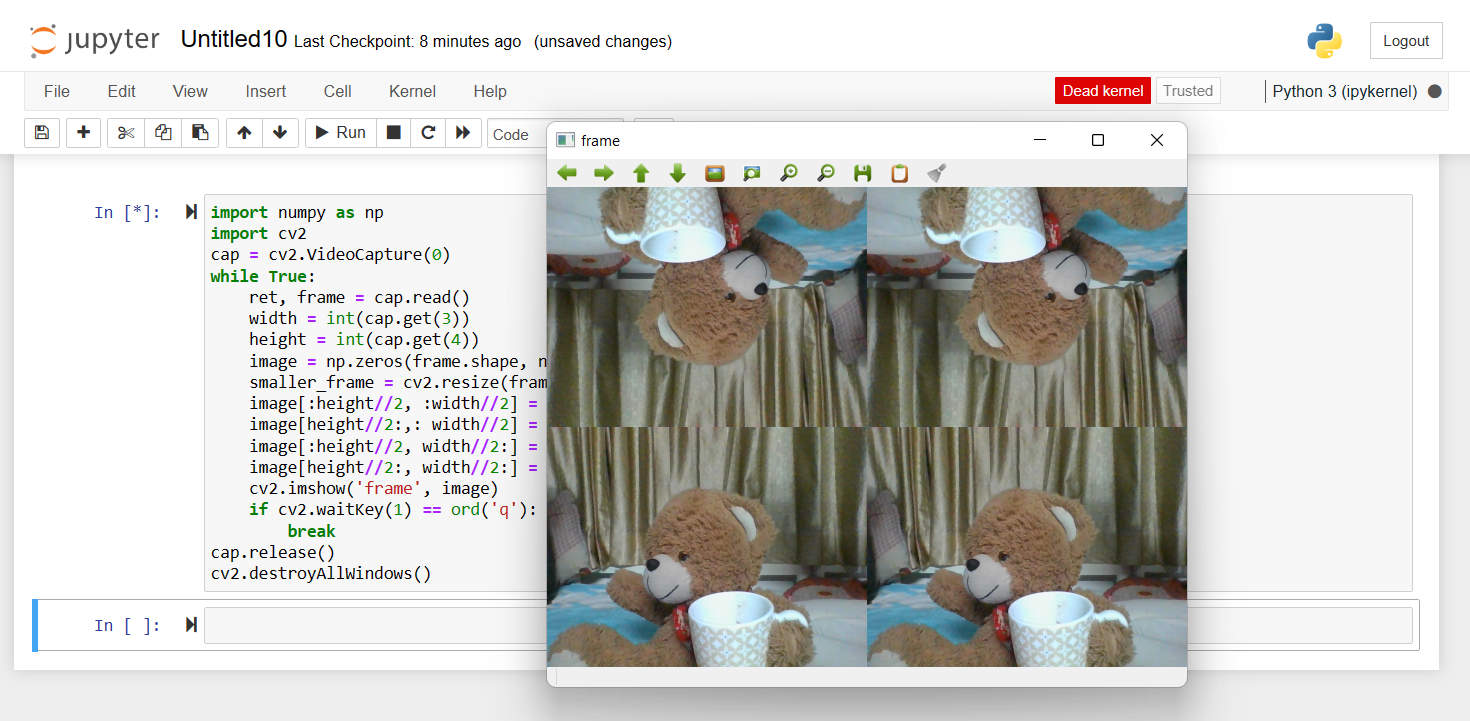 jupyter Untitled10 Last Checkpoint: 8 minutes ago (unsaved changes) Logout
File Edit View Insert Cell Kernel Help Dead kernel Trusted Python 3 (ipykernel)
Run Code
frame
In [*]:
import numpy as np
import cv2
cap = cv2.VideoCapture(0)
while True:
    ret, frame = cap.read()
    width = int(cap.get(3))
    height = int(cap.get(4))
    image = np.zeros(frame.shape, n
    smaller_frame = cv2.resize(fram
    image[:height//2, :width//2] =
    image[height//2:,: width//2] =
    image[:height//2, width//2:] =
    image[height//2:, width//2:] =
    cv2.imshow('frame', image)
    if cv2.waitKey(1) == ord('q'):
        break
cap.release()
cv2.destroyAllWindows()
In [ ]: